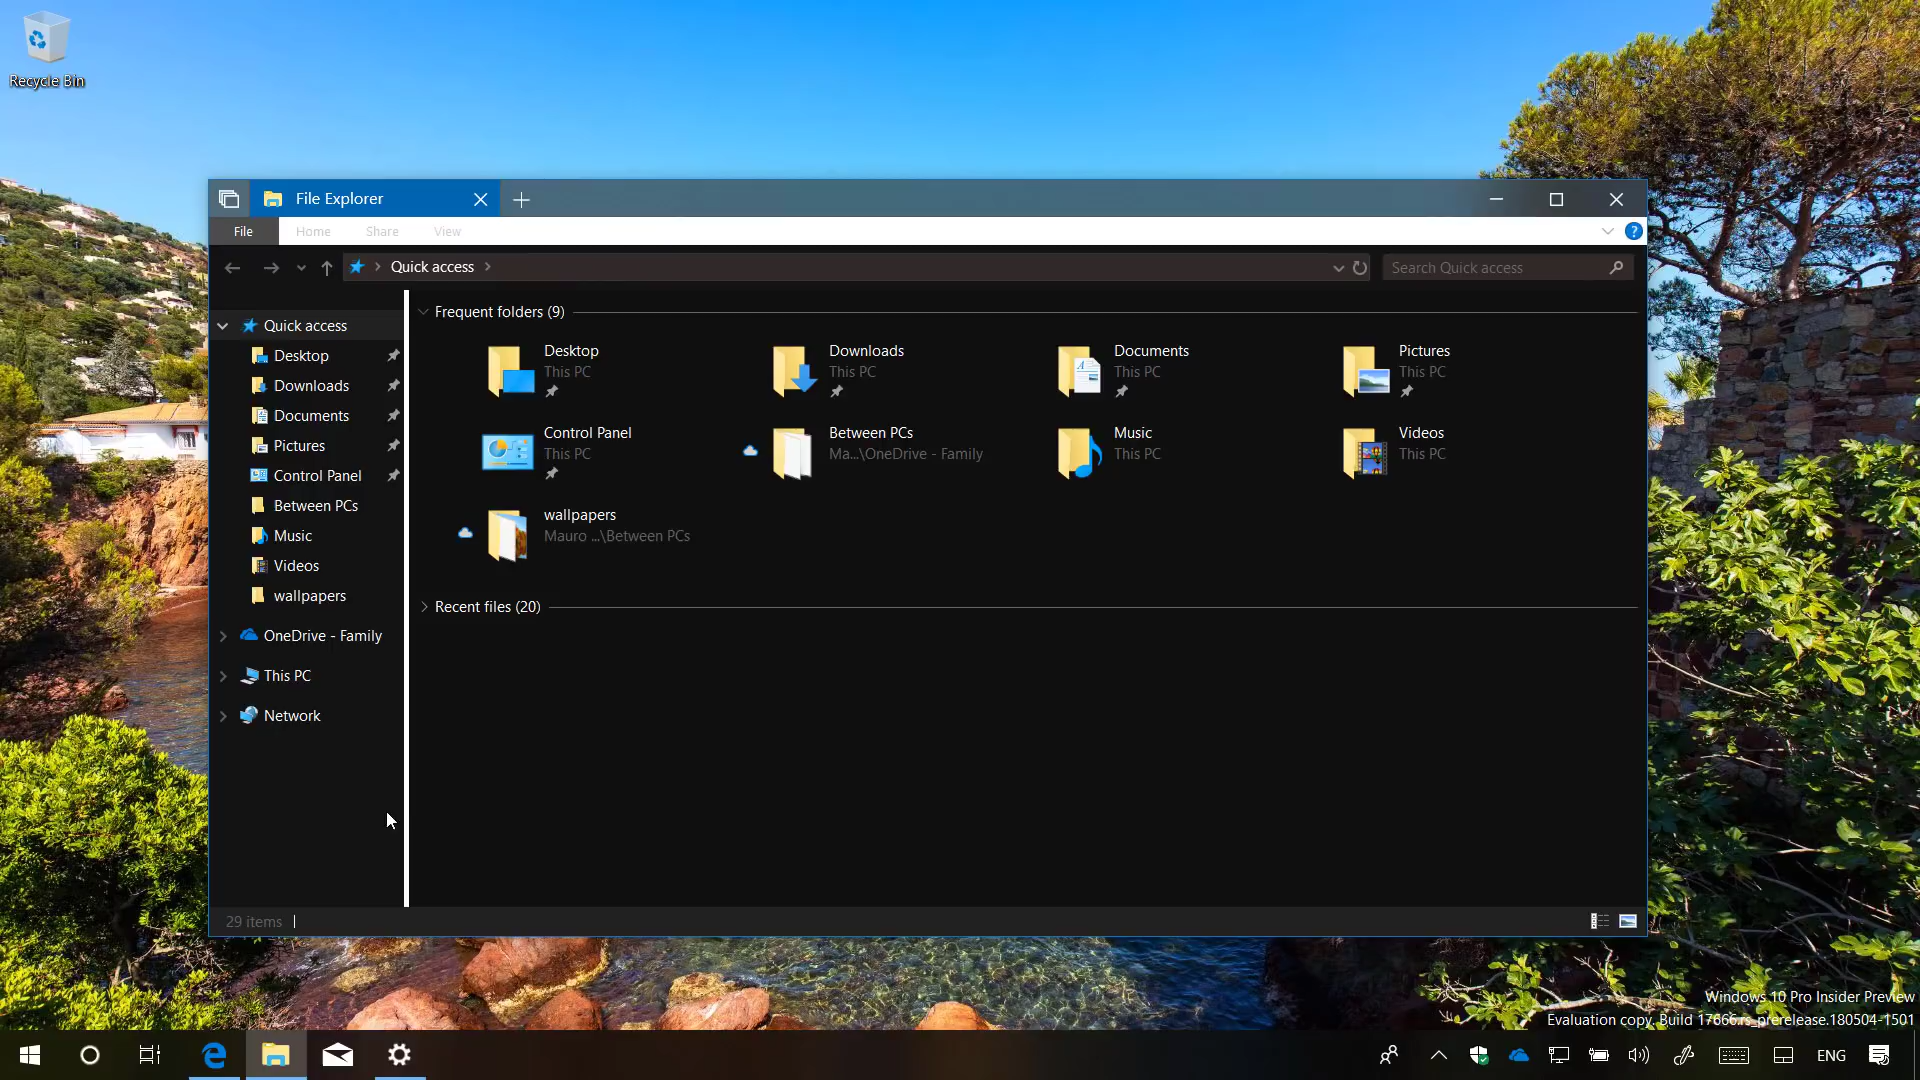 Recycle Bin
File Explorer
File Home Share View
Quick access
Search Quick access
Quick access
Desktop
Downloads
Documents
Pictures
Control Panel
Between PCs
Music
Videos
wallpapers
OneDrive - Family
This PC
Network
Frequent folders (9)
Desktop
This PC
Downloads
This PC
Documents
This PC
Pictures
This PC
Control Panel
This PC
Between PCs
Ma...\OneDrive - Family
Music
This PC
Videos
This PC
wallpapers
Mauro ...\Between PCs
Recent files (20)
29 items
Windows 10 Pro Insider Preview
Evaluation copy. Build 17666.rs_prerelease.180504-1501
ENG